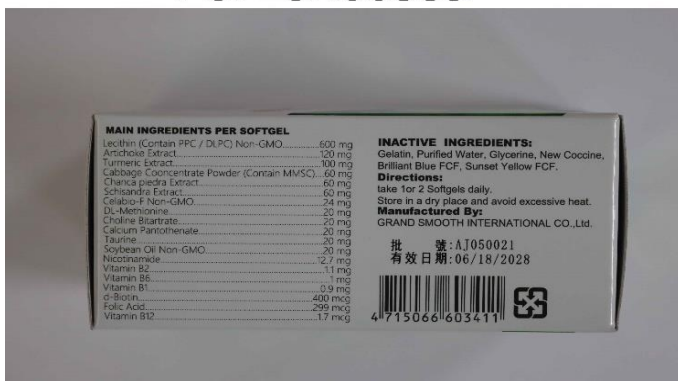 MAIN INGREDIENTS PER SOFTGEL
Lecithin (Contain PPC / DLPC) Non-GMO 600 mg
Artichoke Extract 120 mg
Turmeric Extract 100 mg
Cabbage Cooncentrate Powder (Contain MMSC) 60 mg
Chanca piedra Extract 60 mg
Schisandra Extract 60 mg
Celabio-F Non-GMO 24 mg
DL-Methionine 20 mg
Choline Bitartrate 20 mg
Calcium Pantothenate 20 mg
Taurine 20 mg
Soybean Oil Non-GMO 20 mg
Nicotinamide 12.7 mg
Vitamin B2 1.1 mg
Vitamin B6 1 mg
Vitamin B1 0.9 mg
d-Biotin 400 mcg
Folic Acid 299 mcg
Vitamin B12 1.7 mcg
INACTIVE INGREDIENTS:
Gelatin, Purified Water, Glycerine, New Coccine,
Brilliant Blue FCF, Sunset Yellow FCF.
Directions:
take 1or 2 Softgels daily.
Store in a dry place and avoid excessive heat.
Manufactured By:
GRAND SMOOTH INTERNATIONAL CO.,Ltd.
批 號:AJ050021
有效日期:06/18/2028
4 715066 603411